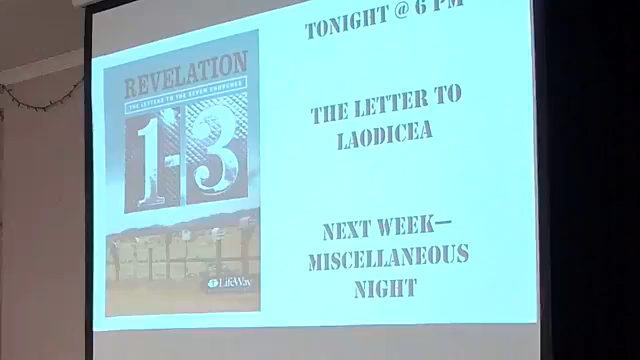 REVELATION
THE LETTERS TO THE SEVEN CHURCHES
1-3
LifeWay
TONIGHT @ 6 PM
THE LETTER TO
LAODICEA
NEXT WEEK—
MISCELLANEOUS
NIGHT